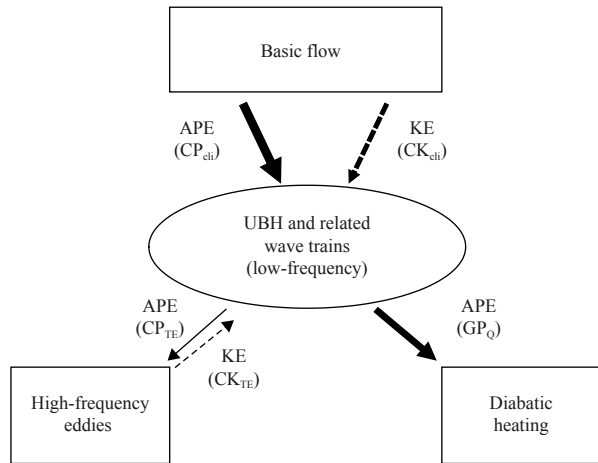 Basic flow
APE
(CP_cli)
KE
(CK_cli)
UBH and related
wave trains
(low-frequency)
APE
(CP_TE)
KE
(CK_TE)
APE
(GP_Q)
High-frequency
eddies
Diabatic
heating